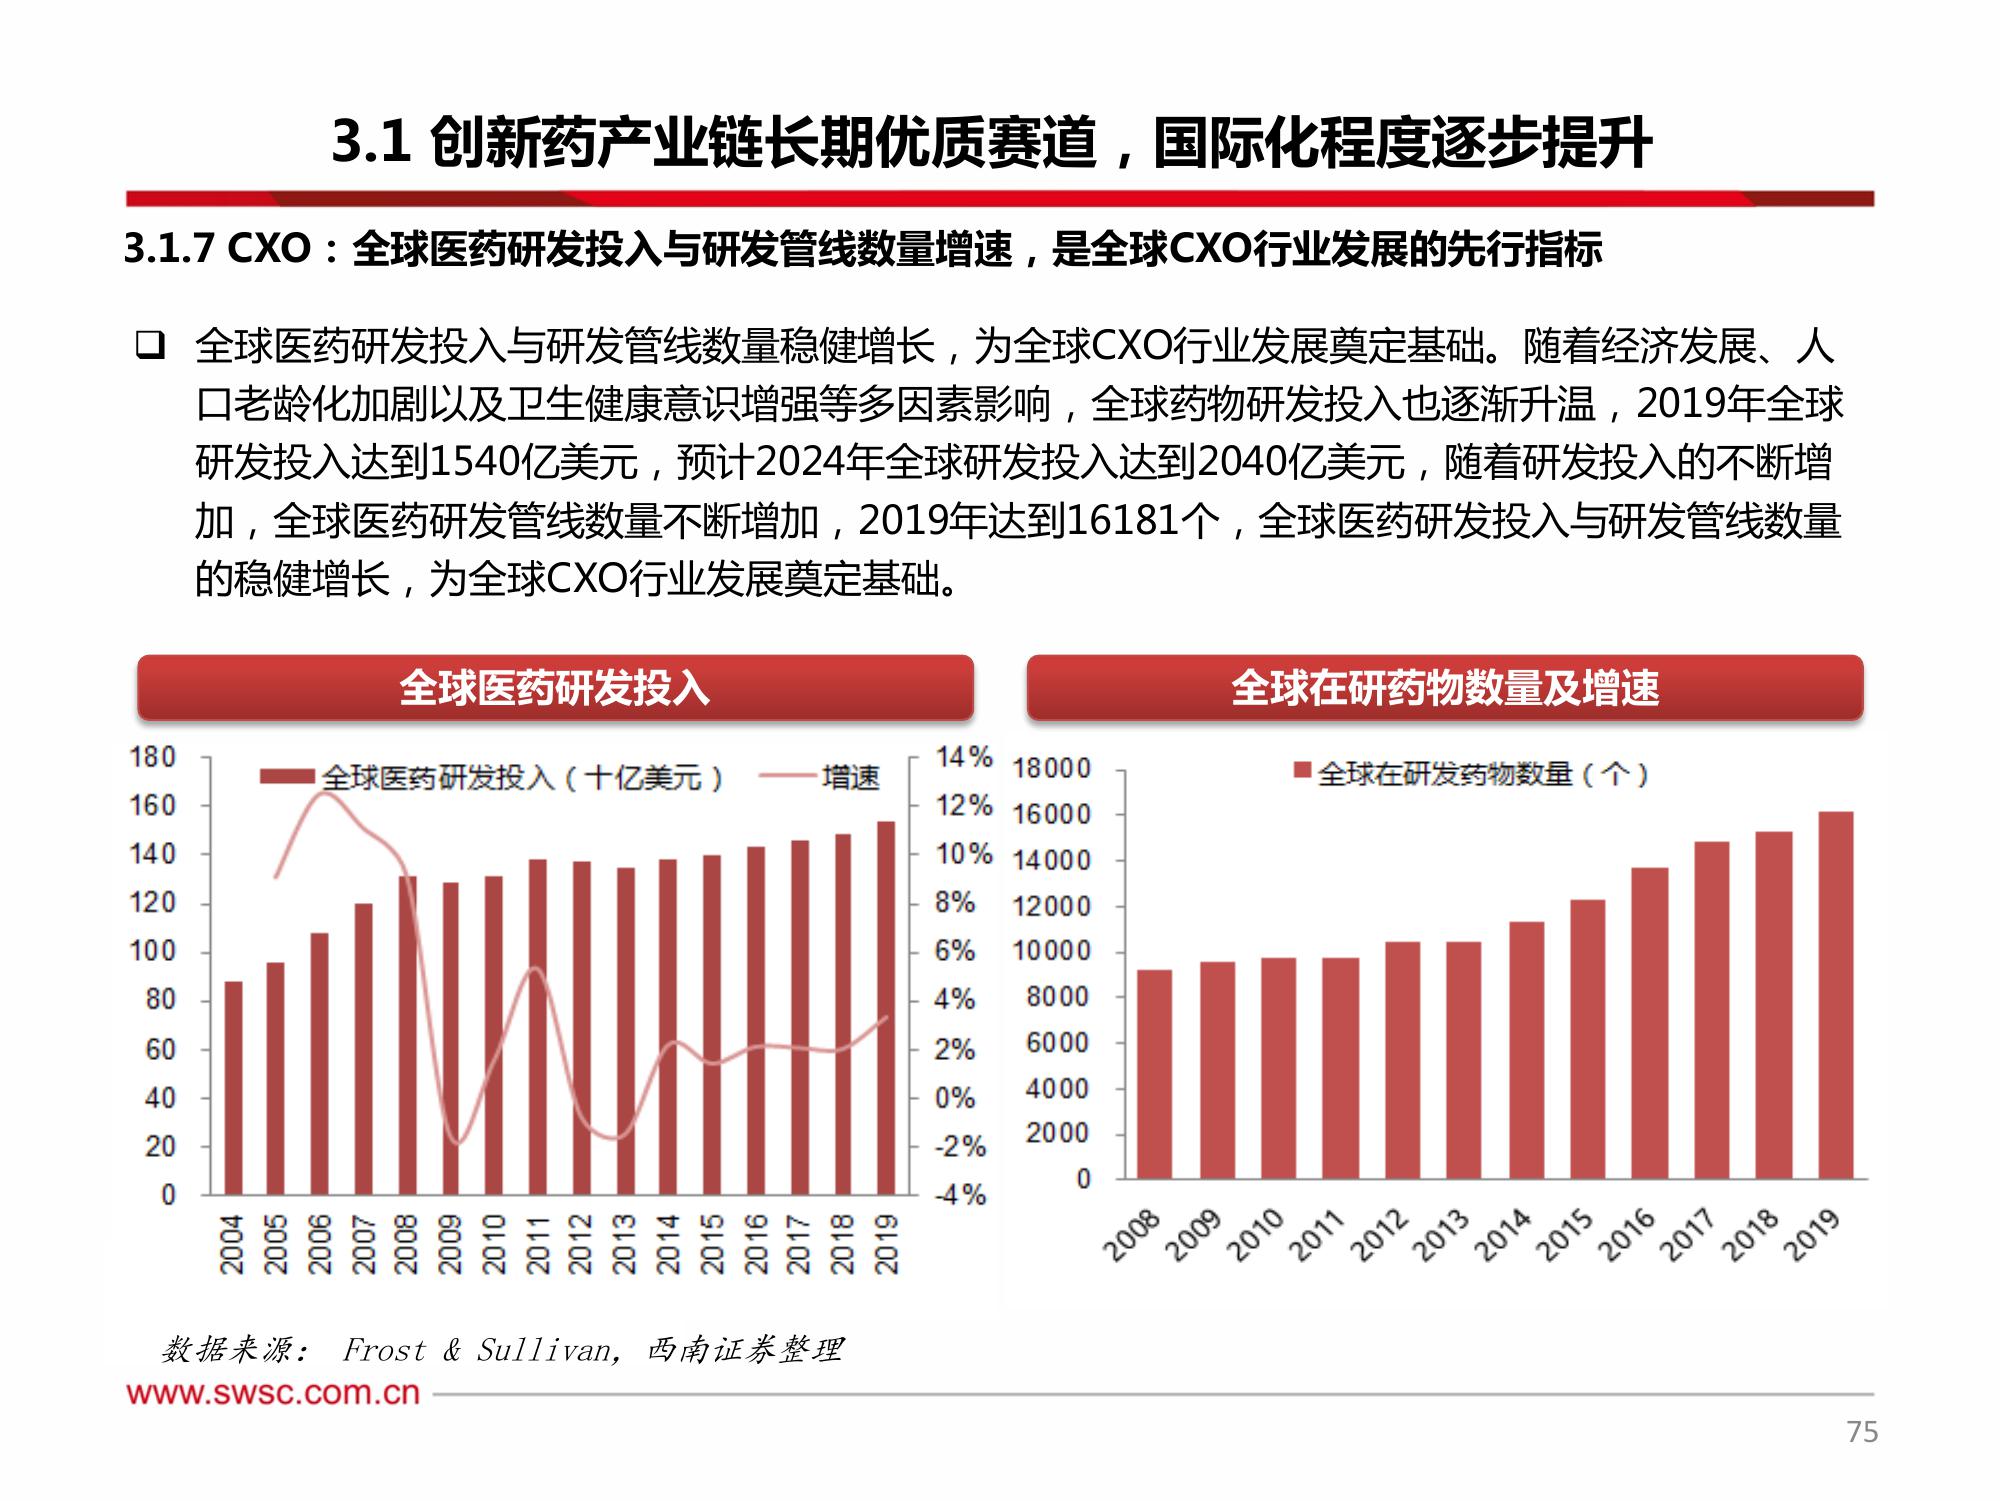 3.1 创新药产业链长期优质赛道，国际化程度逐步提升
3.1.7 CXO：全球医药研发投入与研发管线数量增速，是全球CXO行业发展的先行指标
❑ 全球医药研发投入与研发管线数量稳健增长，为全球CXO行业发展奠定基础。随着经济发展、人
口老龄化加剧以及卫生健康意识增强等多因素影响，全球药物研发投入也逐渐升温，2019年全球
研发投入达到1540亿美元，预计2024年全球研发投入达到2040亿美元，随着研发投入的不断增
加，全球医药研发管线数量不断增加，2019年达到16181个，全球医药研发投入与研发管线数量
的稳健增长，为全球CXO行业发展奠定基础。
全球医药研发投入
全球医药研发投入（十亿美元） 增速
180
160
140
120
100
80
60
40
20
0
14%
12%
10%
8%
6%
4%
2%
0%
-2%
-4%
2004 2005 2006 2007 2008 2009 2010 2011 2012 2013 2014 2015 2016 2017 2018 2019
全球在研药物数量及增速
全球在研发药物数量（个）
18000
16000
14000
12000
10000
8000
6000
4000
2000
0
2008 2009 2010 2011 2012 2013 2014 2015 2016 2017 2018 2019
数据来源： Frost & Sullivan, 西南证券整理
www.swsc.com.cn
75